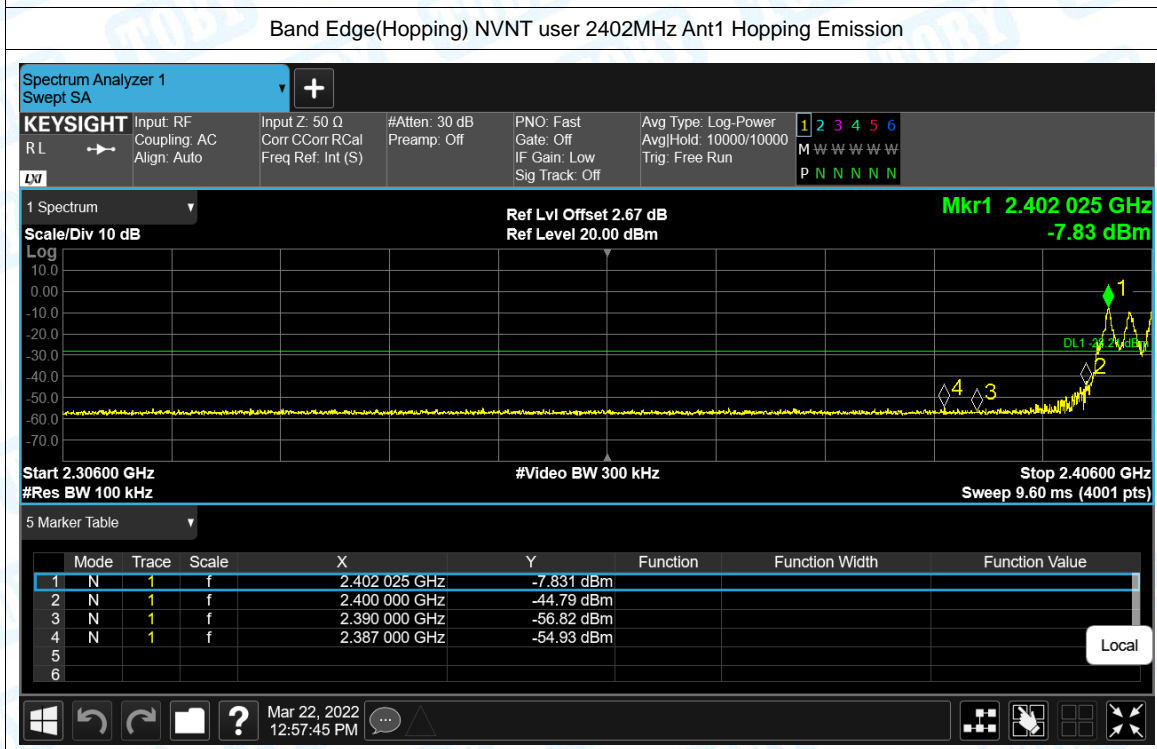 Band Edge(Hopping) NVNT user 2402MHz Ant1 Hopping Emission
Spectrum Analyzer 1
Swept SA
+
KEYSIGHT
R L
LXI
Input: RF
Coupling: AC
Align: Auto
Input Z: 50 Ω
Corr CCorr RCal
Freq Ref: Int (S)
#Atten: 30 dB
Preamp: Off
PNO: Fast
Gate: Off
IF Gain: Low
Sig Track: Off
Avg Type: Log-Power
Avg|Hold: 10000/10000
Trig: Free Run
1 2 3 4 5 6
M W W W W W
P N N N N N
1 Spectrum
Scale/Div 10 dB
Ref Lvl Offset 2.67 dB
Ref Level 20.00 dBm
Mkr1 2.402 025 GHz
-7.83 dBm
Log
10.0
0.00
-10.0
-20.0
-30.0
-40.0
-50.0
-60.0
-70.0
1
2
4
3
Start 2.30600 GHz
#Res BW 100 kHz
#Video BW 300 kHz
Stop 2.40600 GHz
Sweep 9.60 ms (4001 pts)
5 Marker Table
Mode Trace Scale X Y Function Function Width Function Value
1 N 1 f 2.402 025 GHz -7.831 dBm
2 N 1 f 2.400 000 GHz -44.79 dBm
3 N 1 f 2.390 000 GHz -56.82 dBm
4 N 1 f 2.387 000 GHz -54.93 dBm
5
6
Local
?
Mar 22, 2022
12:57:45 PM